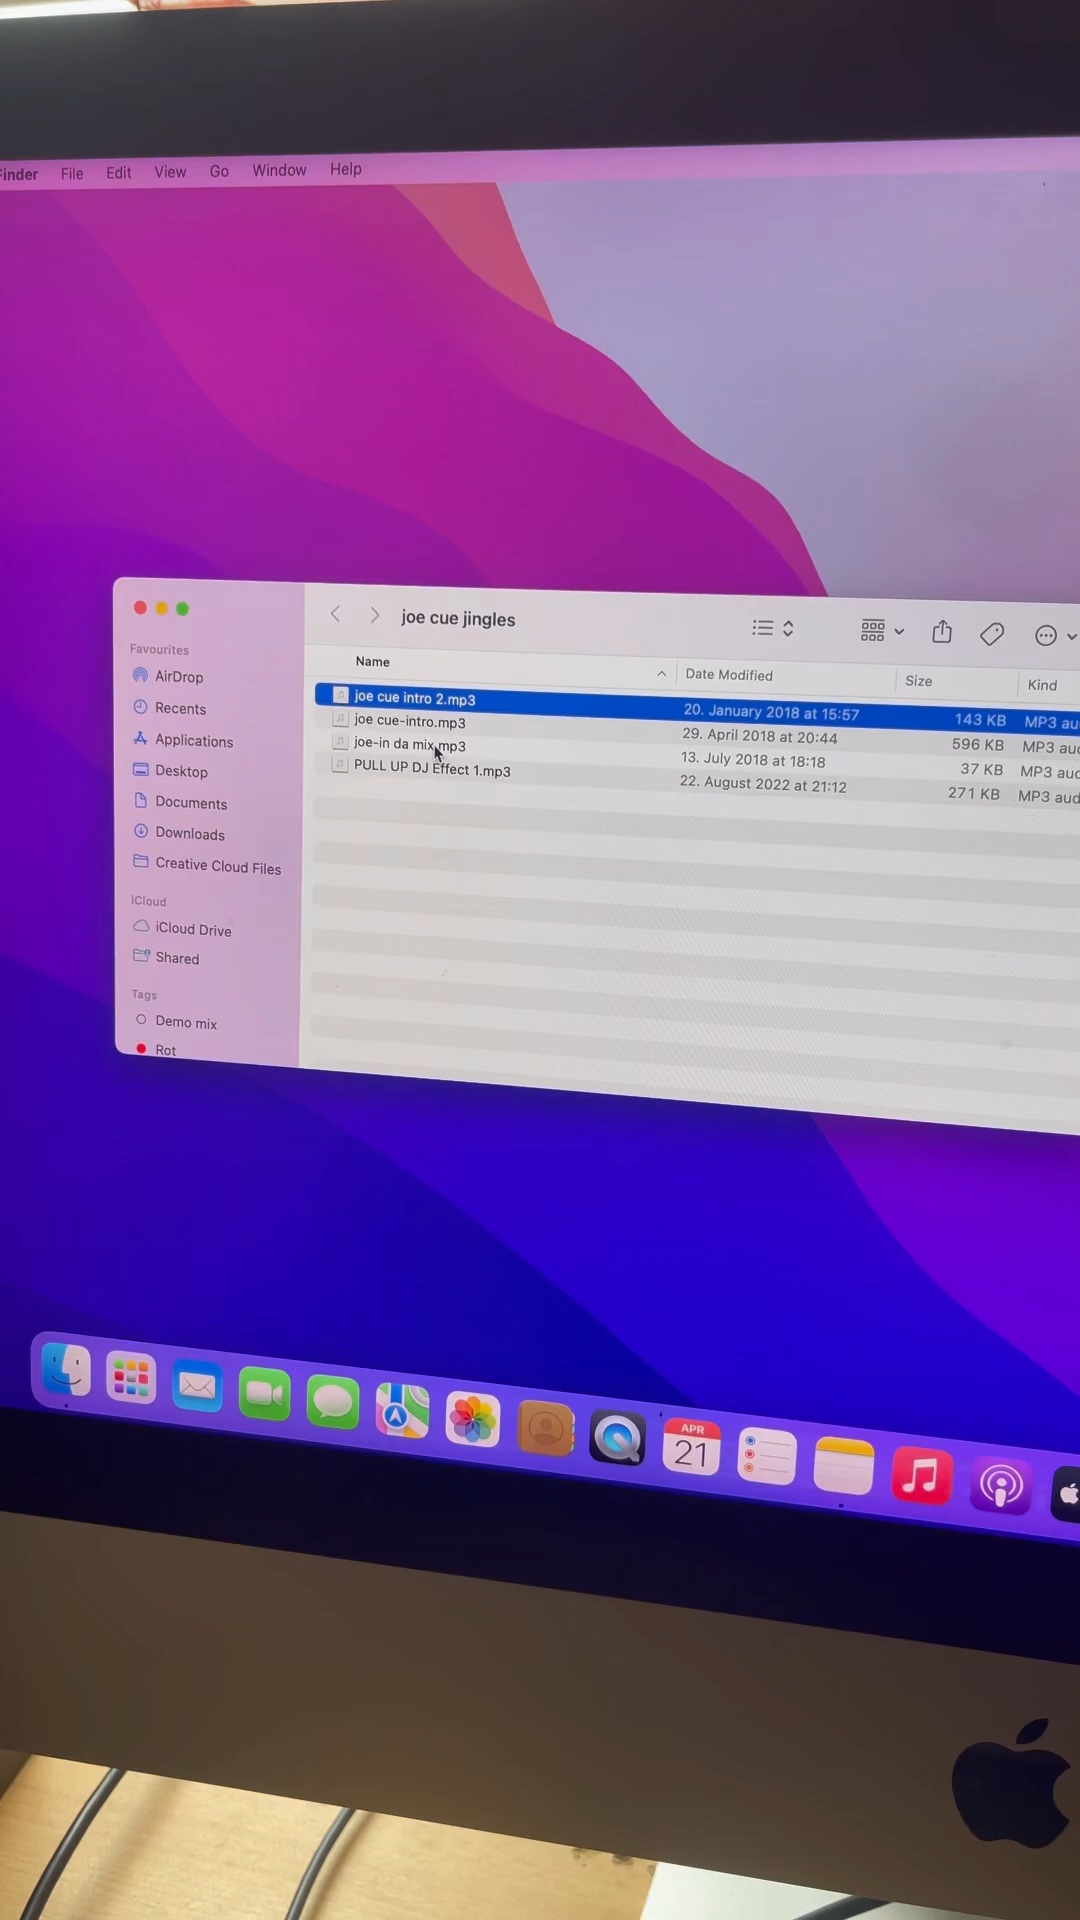 Finder File Edit View Go Window Help
joe cue jingles
Favourites
AirDrop
Recents
Applications
Desktop
Documents
Downloads
Creative Cloud Files
iCloud
iCloud Drive
Shared
Tags
Demo mix
Rot
Name Date Modified Size Kind
joe cue intro 2.mp3 20. January 2018 at 15:57 143 KB MP3 au
joe cue-intro.mp3 29. April 2018 at 20:44 596 KB MP3 aud
joe-in da mix.mp3 13. July 2018 at 18:18 37 KB MP3 aud
PULL UP DJ Effect 1.mp3 22. August 2022 at 21:12 271 KB MP3 aud
APR
21